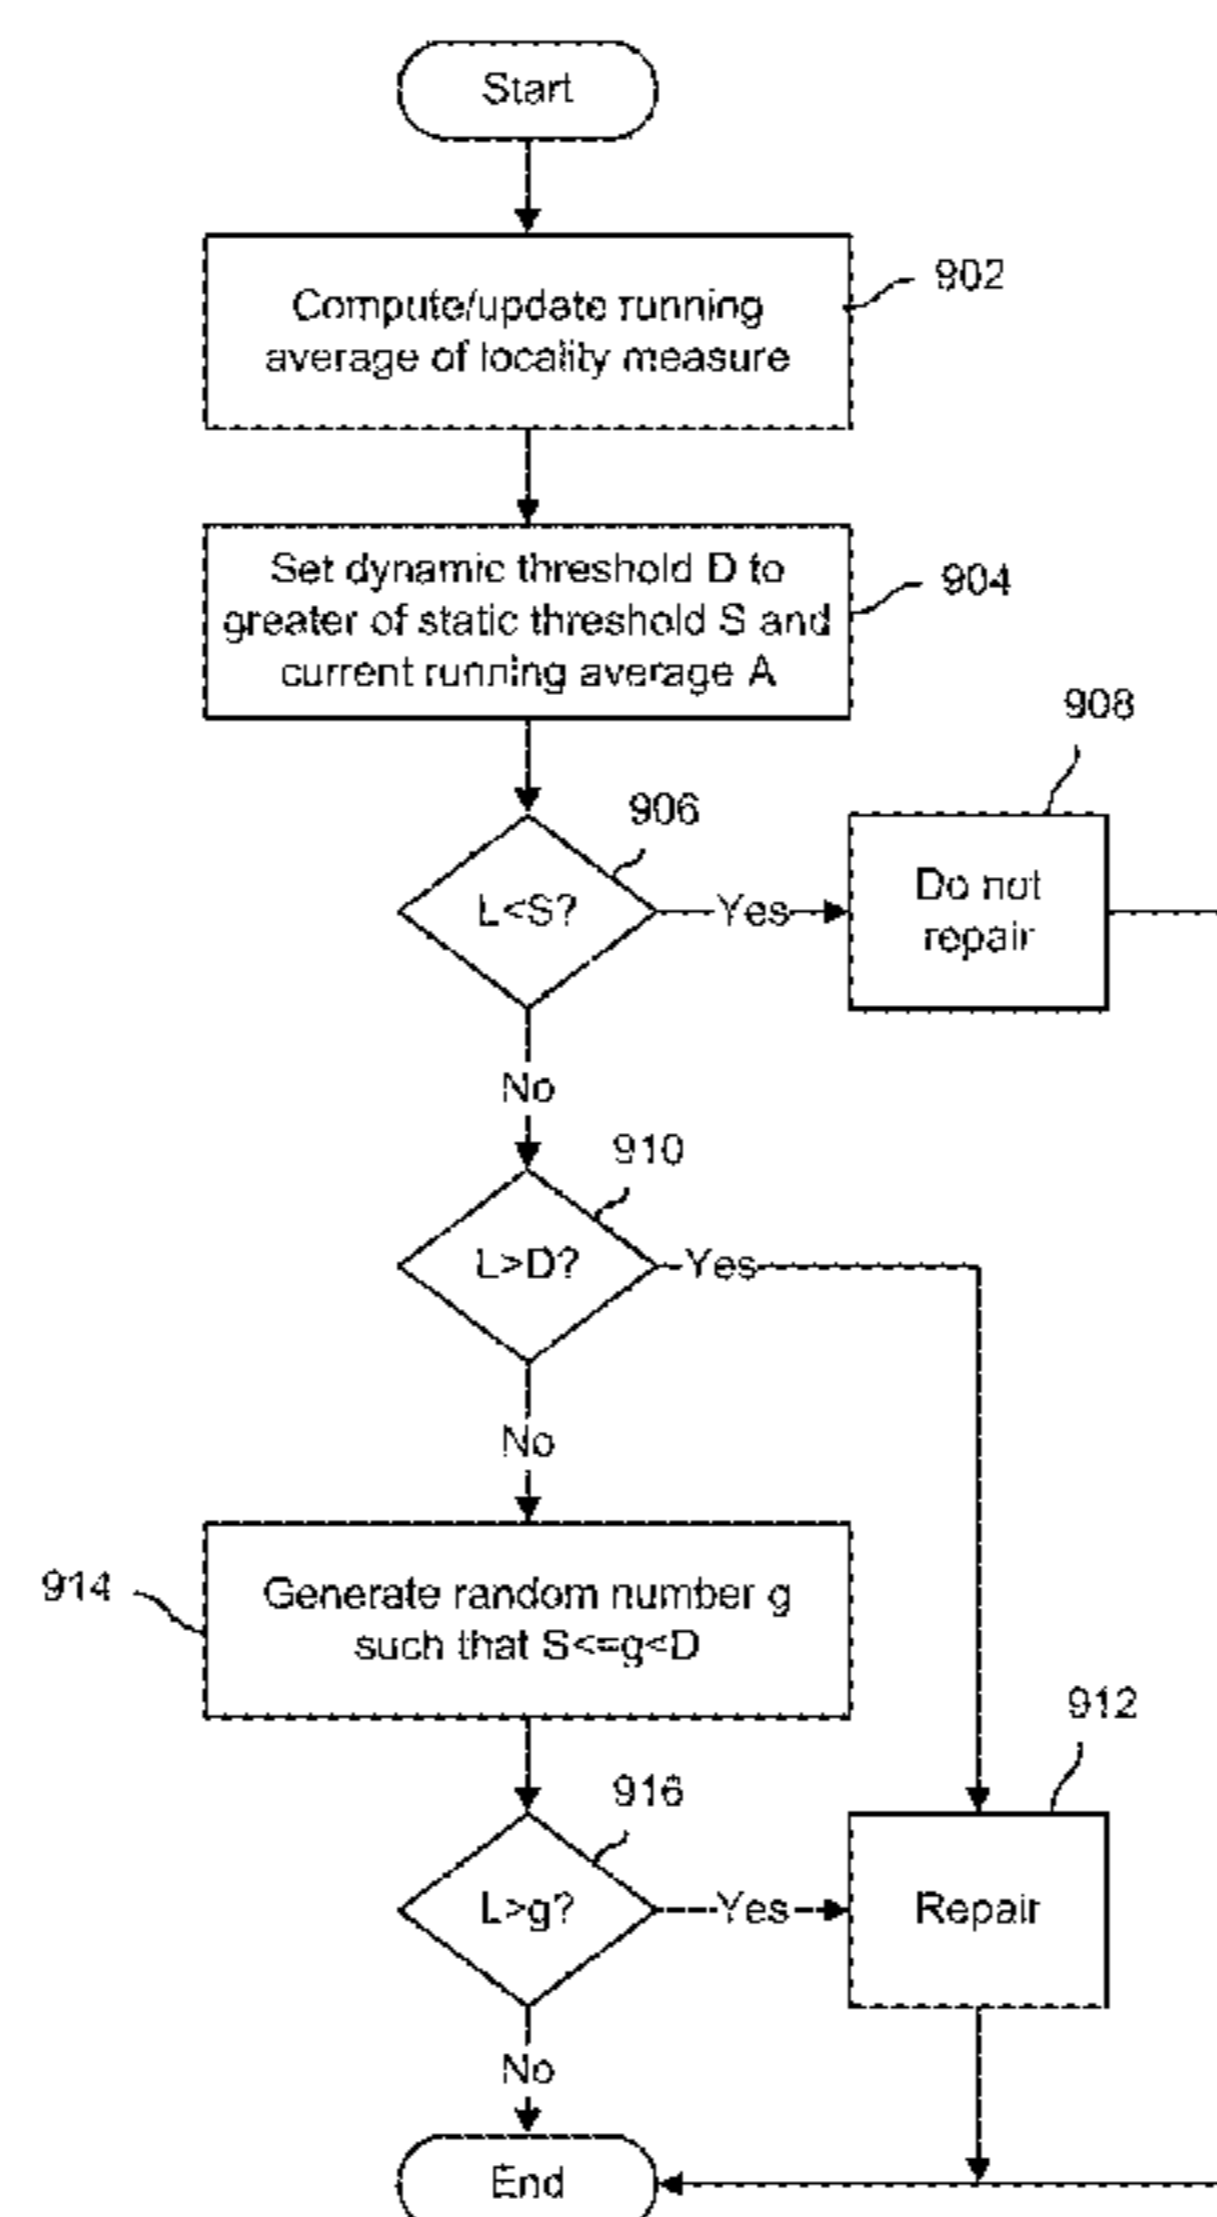 Start
Compute/update running
average of locality measure
902
Set dynamic threshold D to
greater of static threshold S and
current running average A
904
908
906
L<S?
Yes
Do not
repair
No
910
L>D?
Yes
No
914
Generate random number g
such that S<=g<D
912
916
L>g?
Yes
Repair
No
End